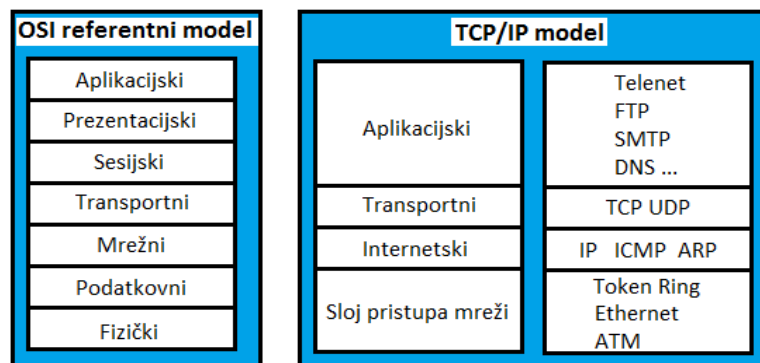 OSI referentni model
Aplikacijski
Prezentacijski
Sesijski
Transportni
Mrežni
Podatkovni
Fizički
TCP/IP model
Aplikacijski
Transportni
Internetski
Sloj pristupa mreži
Telenet
FTP
SMTP
DNS ...
TCP UDP
IP ICMP ARP
Token Ring
Ethernet
ATM